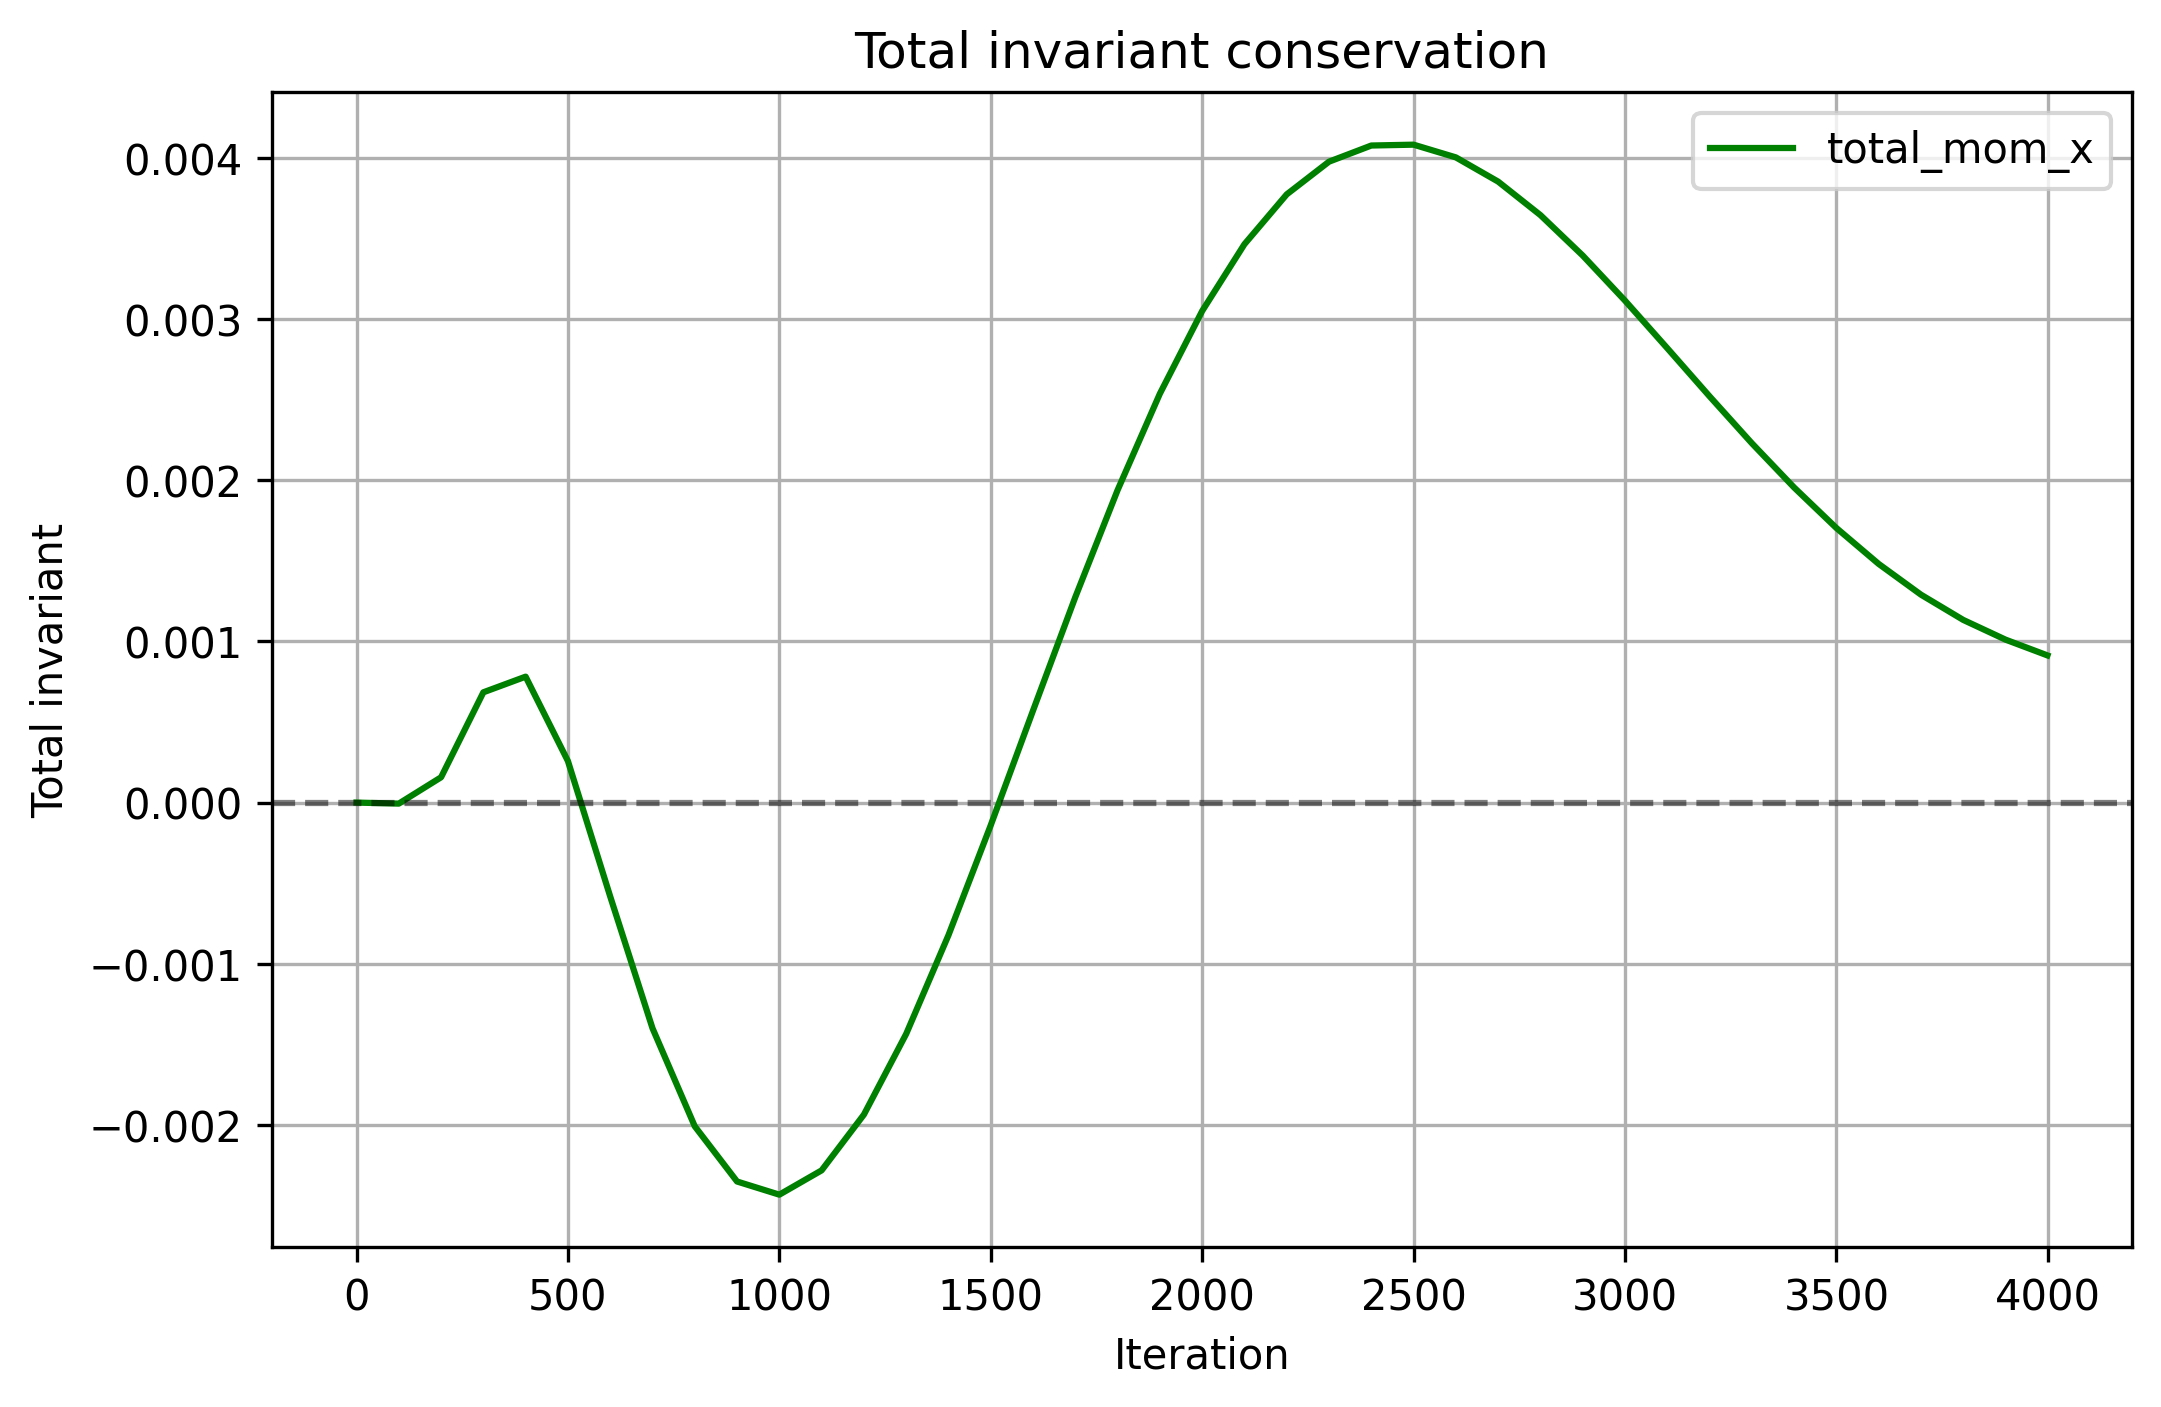 Total invariant conservation
total_mom_x
0.004
0.003
0.002
0.001
0.000
−0.001
−0.002
Total invariant
0 500 1000 1500 2000 2500 3000 3500 4000
Iteration